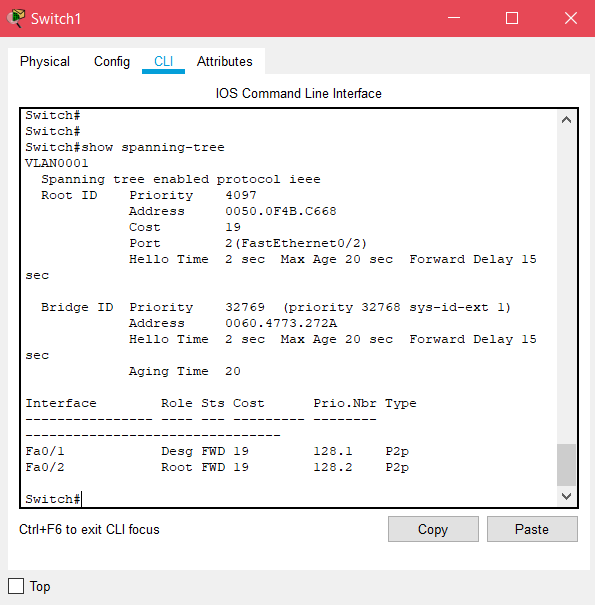 Switch1
Physical Config CLI Attributes
IOS Command Line Interface
Switch#
Switch#
Switch#show spanning-tree
VLAN0001
  Spanning tree enabled protocol ieee
  Root ID    Priority    4097
             Address     0050.0F4B.C668
             Cost        19
             Port        2(FastEthernet0/2)
             Hello Time  2 sec  Max Age 20 sec  Forward Delay 15
sec

  Bridge ID  Priority    32769  (priority 32768 sys-id-ext 1)
             Address     0060.4773.272A
             Hello Time  2 sec  Max Age 20 sec  Forward Delay 15
sec
             Aging Time  20

Interface        Role Sts Cost      Prio.Nbr Type
---------------- ---- --- --------- --------
--------------------------------
Fa0/1            Desg FWD 19        128.1    P2p
Fa0/2            Root FWD 19        128.2    P2p

Switch#
Ctrl+F6 to exit CLI focus Copy Paste
Top